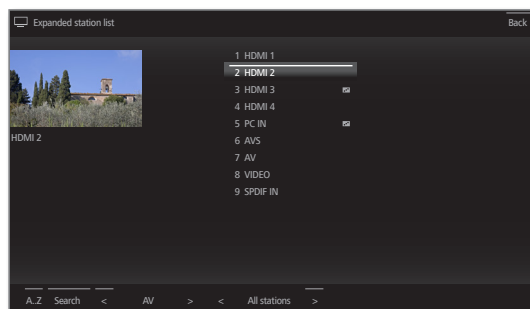 Expanded station list
Back
1 HDMI 1
2 HDMI 2
3 HDMI 3
4 HDMI 4
5 PC IN
6 AVS
7 AV
8 VIDEO
9 SPDIF IN
HDMI 2
A..Z Search < AV > < All stations >